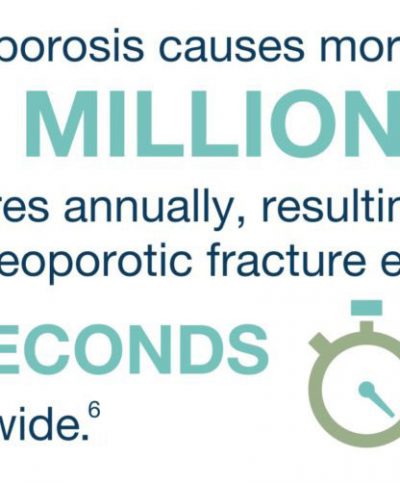 porosis causes mor
MILLION
res annually, resultin
eoporotic fracture e
ECONDS
wide.⁶